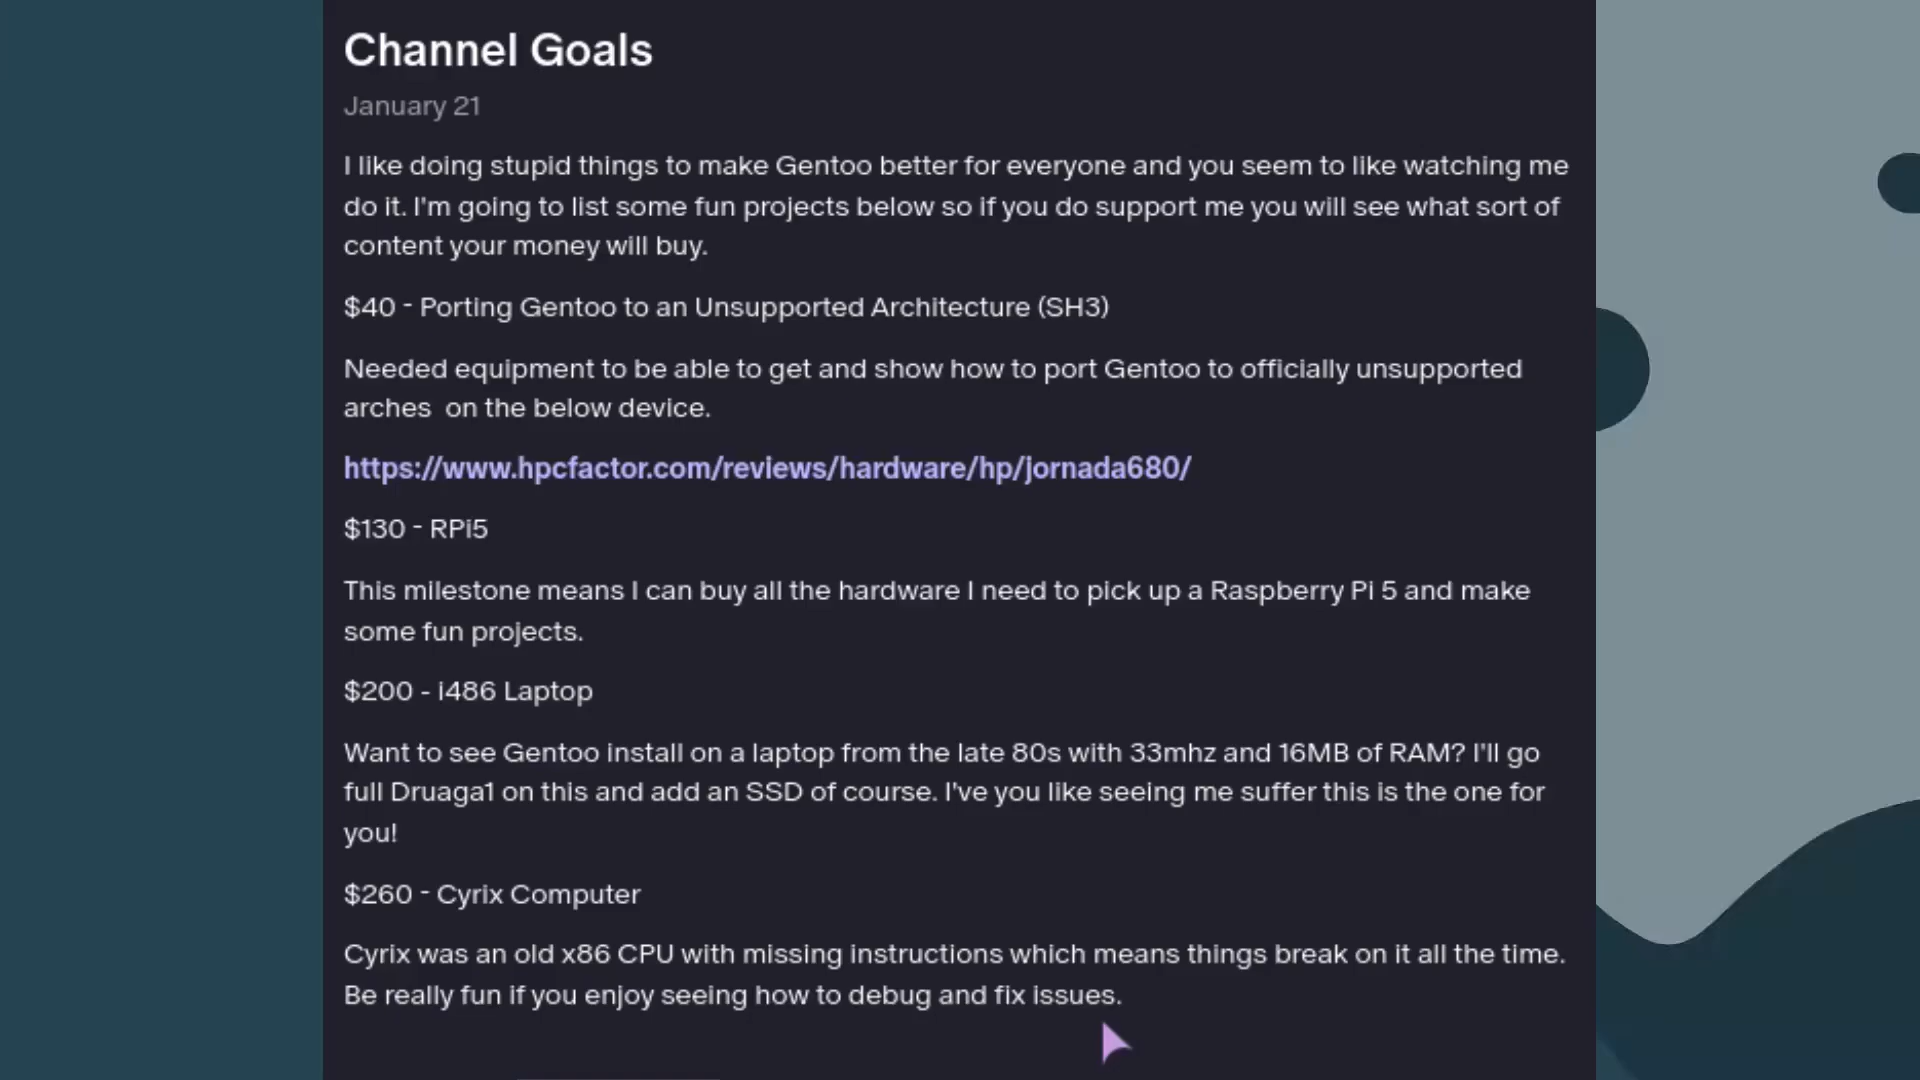 Channel Goals
January 21
I like doing stupid things to make Gentoo better for everyone and you seem to like watching me
do it. I'm going to list some fun projects below so if you do support me you will see what sort of
content your money will buy.
$40 - Porting Gentoo to an Unsupported Architecture (SH3)
Needed equipment to be able to get and show how to port Gentoo to officially unsupported
arches  on the below device.
https://www.hpcfactor.com/reviews/hardware/hp/jornada680/
$130 - RPi5
This milestone means I can buy all the hardware I need to pick up a Raspberry Pi 5 and make
some fun projects.
$200 - i486 Laptop
Want to see Gentoo install on a laptop from the late 80s with 33mhz and 16MB of RAM? I'll go
full Druaga1 on this and add an SSD of course. I've you like seeing me suffer this is the one for
you!
$260 - Cyrix Computer
Cyrix was an old x86 CPU with missing instructions which means things break on it all the time.
Be really fun if you enjoy seeing how to debug and fix issues.